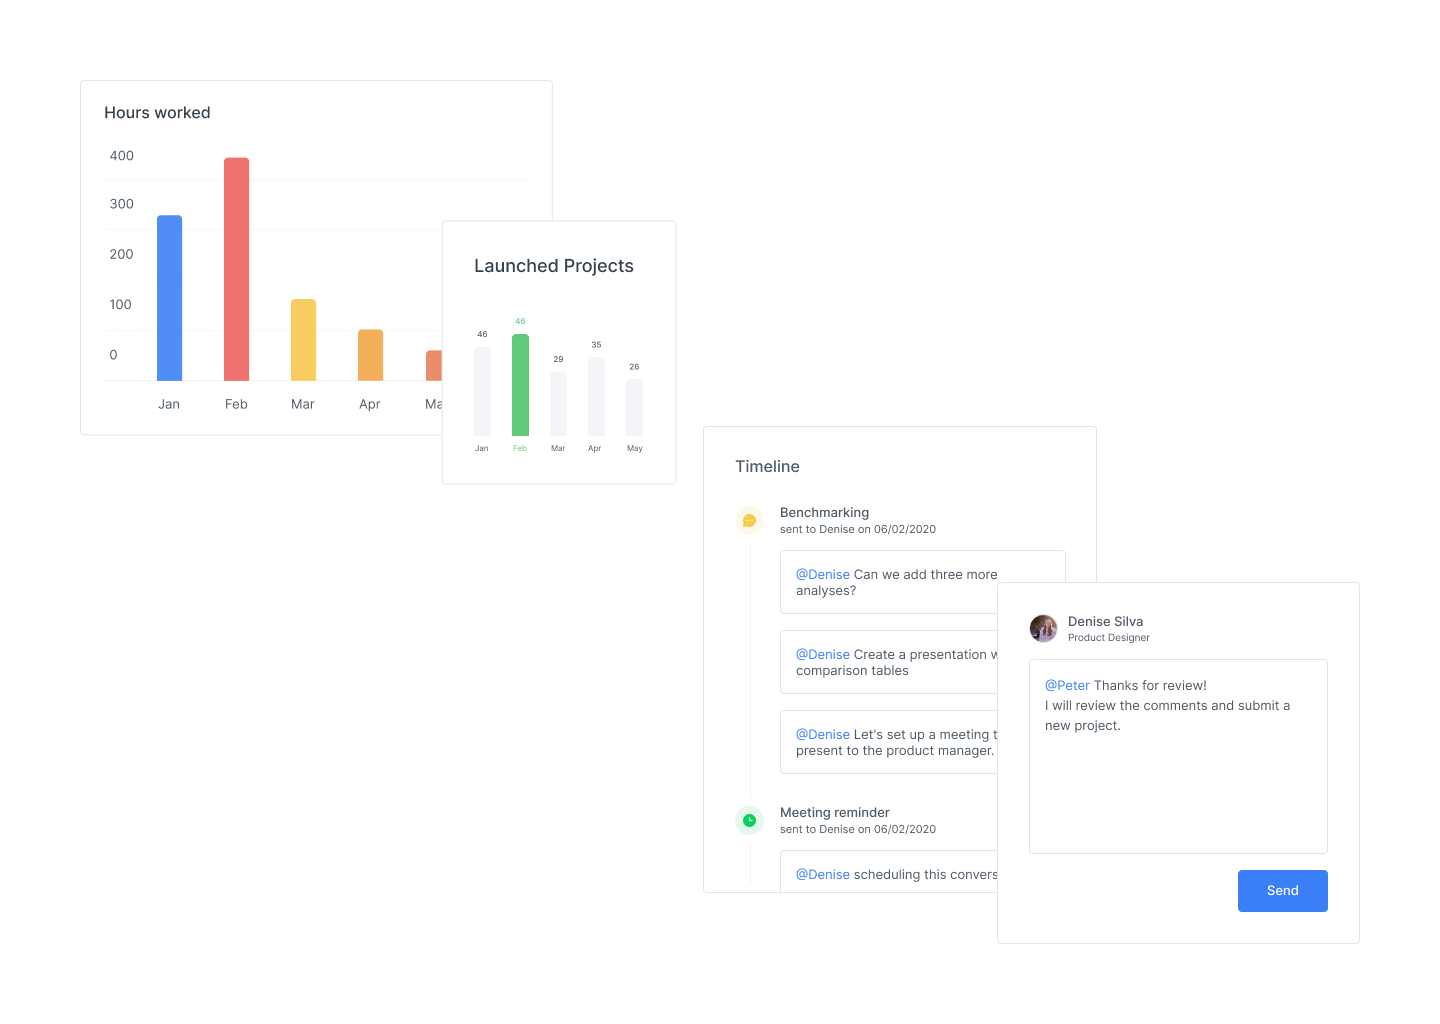 Hours worked
400
300
200
100
0
Jan Feb Mar Apr Ma
Launched Projects
46 46 29 35 26
Jan Feb Mar Apr May
Timeline
Benchmarking
sent to Denise on 06/02/2020
@Denise Can we add three more
analyses?
@Denise Create a presentation
comparison tables
@Denise Let's set up a meeting
present to the product manager.
Meeting reminder
sent to Denise on 06/02/2020
@Denise scheduling this convers
Denise Silva
Product Designer
@Peter Thanks for review!
I will review the comments and submit a
new project.
Send